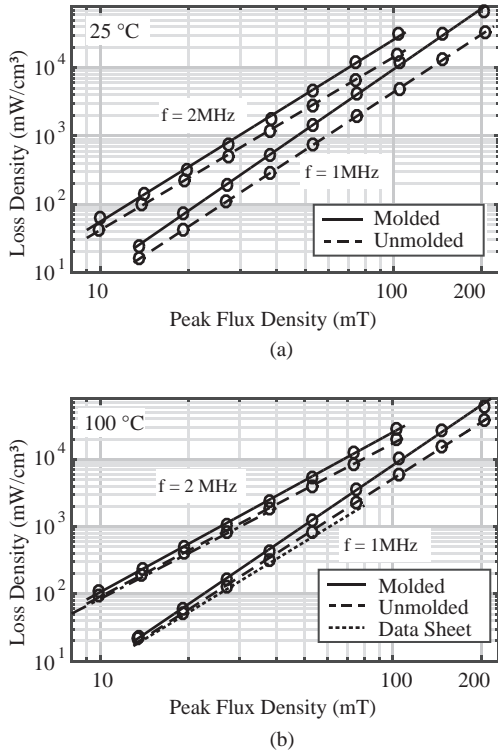 25 °C
Loss Density (mW/cm³)
10⁴
10³
10²
10¹
f = 2MHz
f = 1MHz
Molded
Unmolded
10
100
200
Peak Flux Density (mT)
(a)
100 °C
Loss Density (mW/cm³)
10⁴
10³
10²
10¹
f = 2 MHz
f = 1MHz
Molded
Unmolded
Data Sheet
10
100
200
Peak Flux Density (mT)
(b)